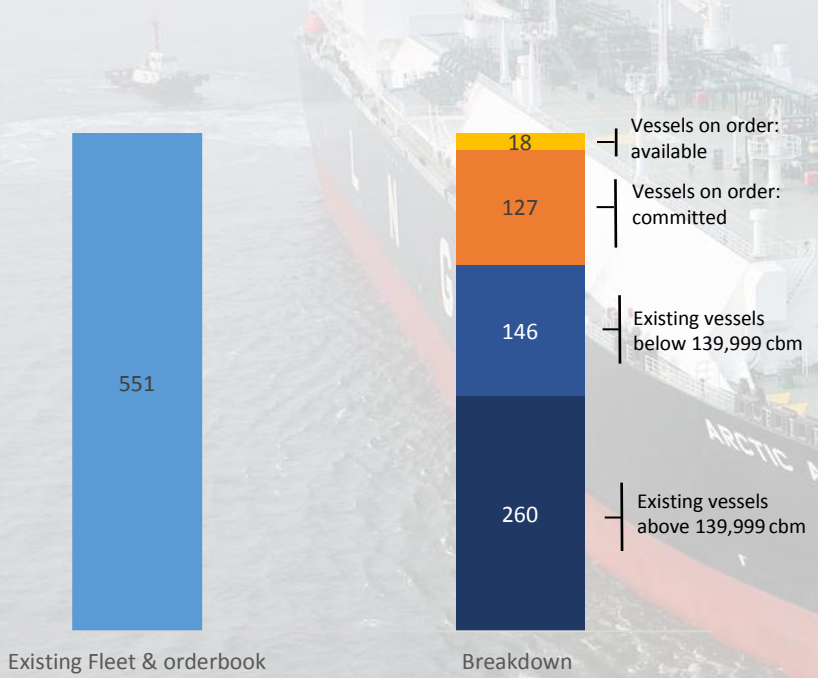 18
Vessels on order:
available
127
Vessels on order:
committed
146
Existing vessels
below 139,999 cbm
551
260
Existing vessels
above 139,999 cbm
Existing Fleet & orderbook
Breakdown
L N G
ARCTIC